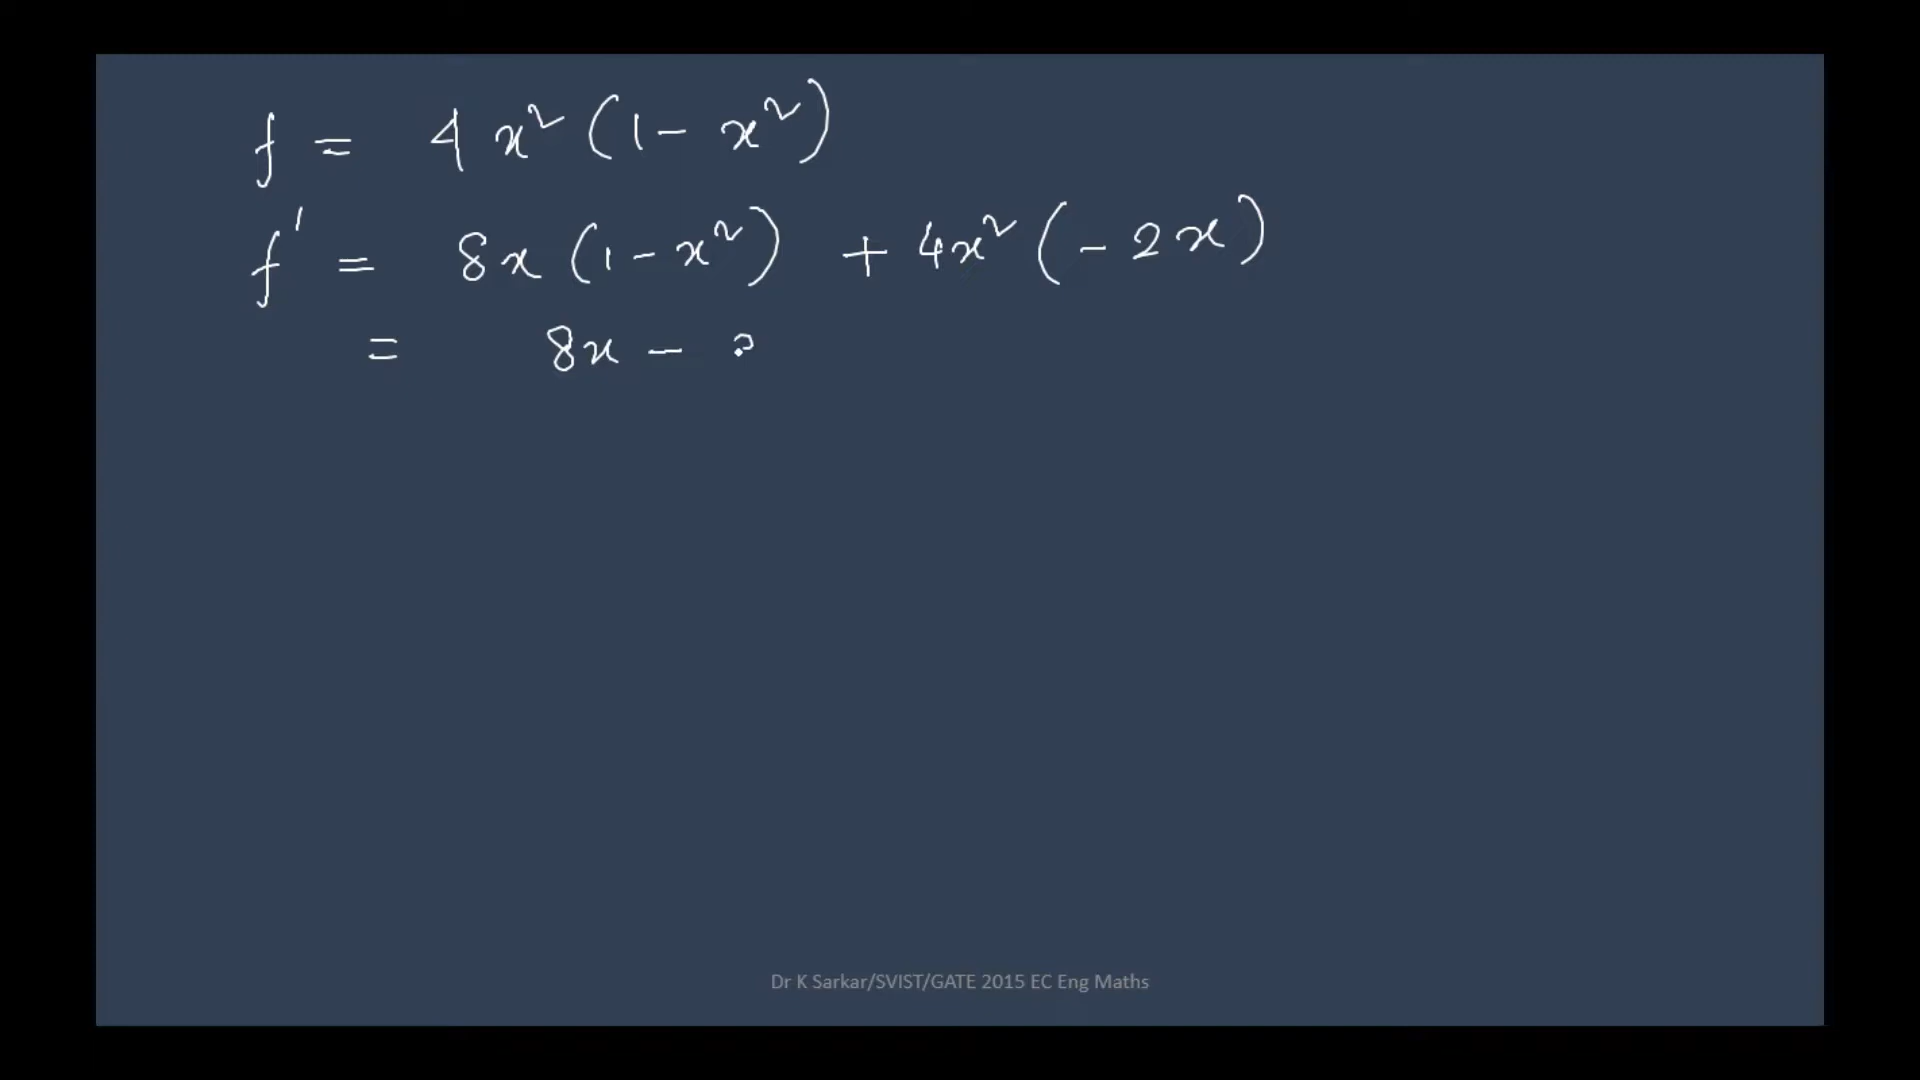 f = 4x²(1 - x²)
f' = 8x(1 - x²) + 4x²(-2x)
= 8x -
Dr K Sarkar/SVIST/GATE 2015 EC Eng Maths